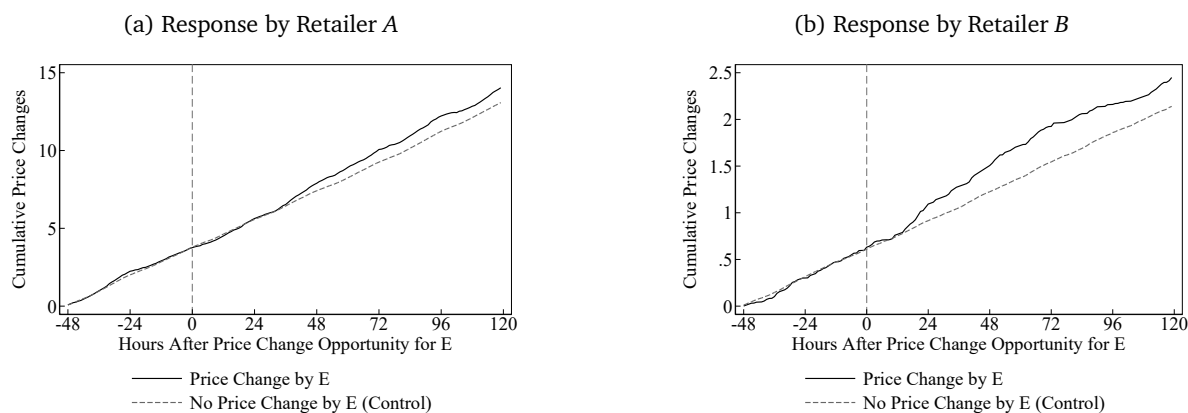 (a) Response by Retailer A
15
10
5
0
Cumulative Price Changes
-48 -24 0 24 48 72 96 120
Hours After Price Change Opportunity for E
Price Change by E
No Price Change by E (Control)
(b) Response by Retailer B
2.5
2
1.5
1
.5
0
Cumulative Price Changes
-48 -24 0 24 48 72 96 120
Hours After Price Change Opportunity for E
Price Change by E
No Price Change by E (Control)